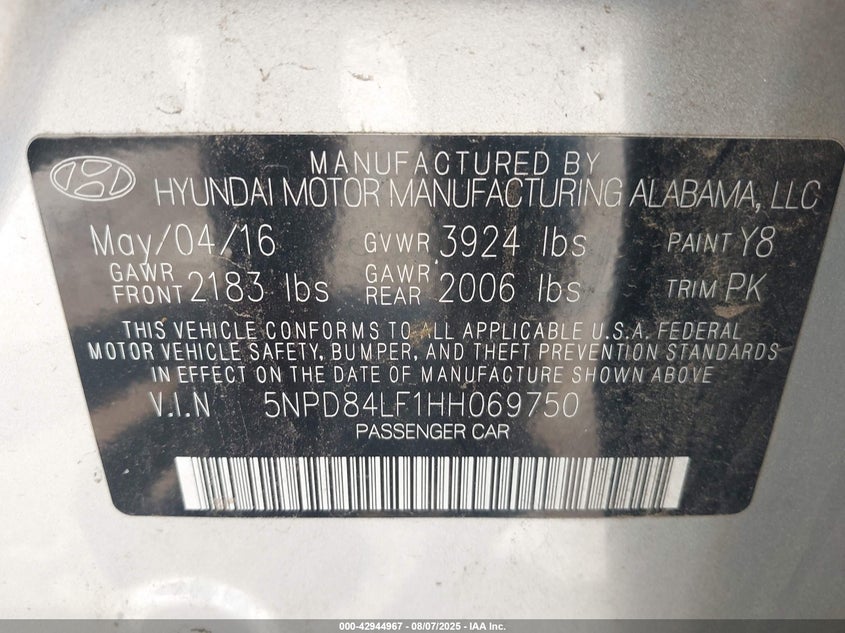 MANUFACTURED BY
HYUNDAI MOTOR MANUFACTURING ALABAMA, LLC
May/04/16 GVWR 3924 lbs PAINT Y8
GAWR FRONT 2183 lbs GAWR REAR 2006 lbs TRIM PK
THIS VEHICLE CONFORMS TO ALL APPLICABLE U.S.A. FEDERAL
MOTOR VEHICLE SAFETY, BUMPER, AND THEFT PREVENTION STANDARDS
IN EFFECT ON THE DATE OF MANUFACTURE SHOWN ABOVE.
V.I.N 5NPD84LF1HH069750
PASSENGER CAR
000-42944967 - 08/07/2025 - IAA Inc.